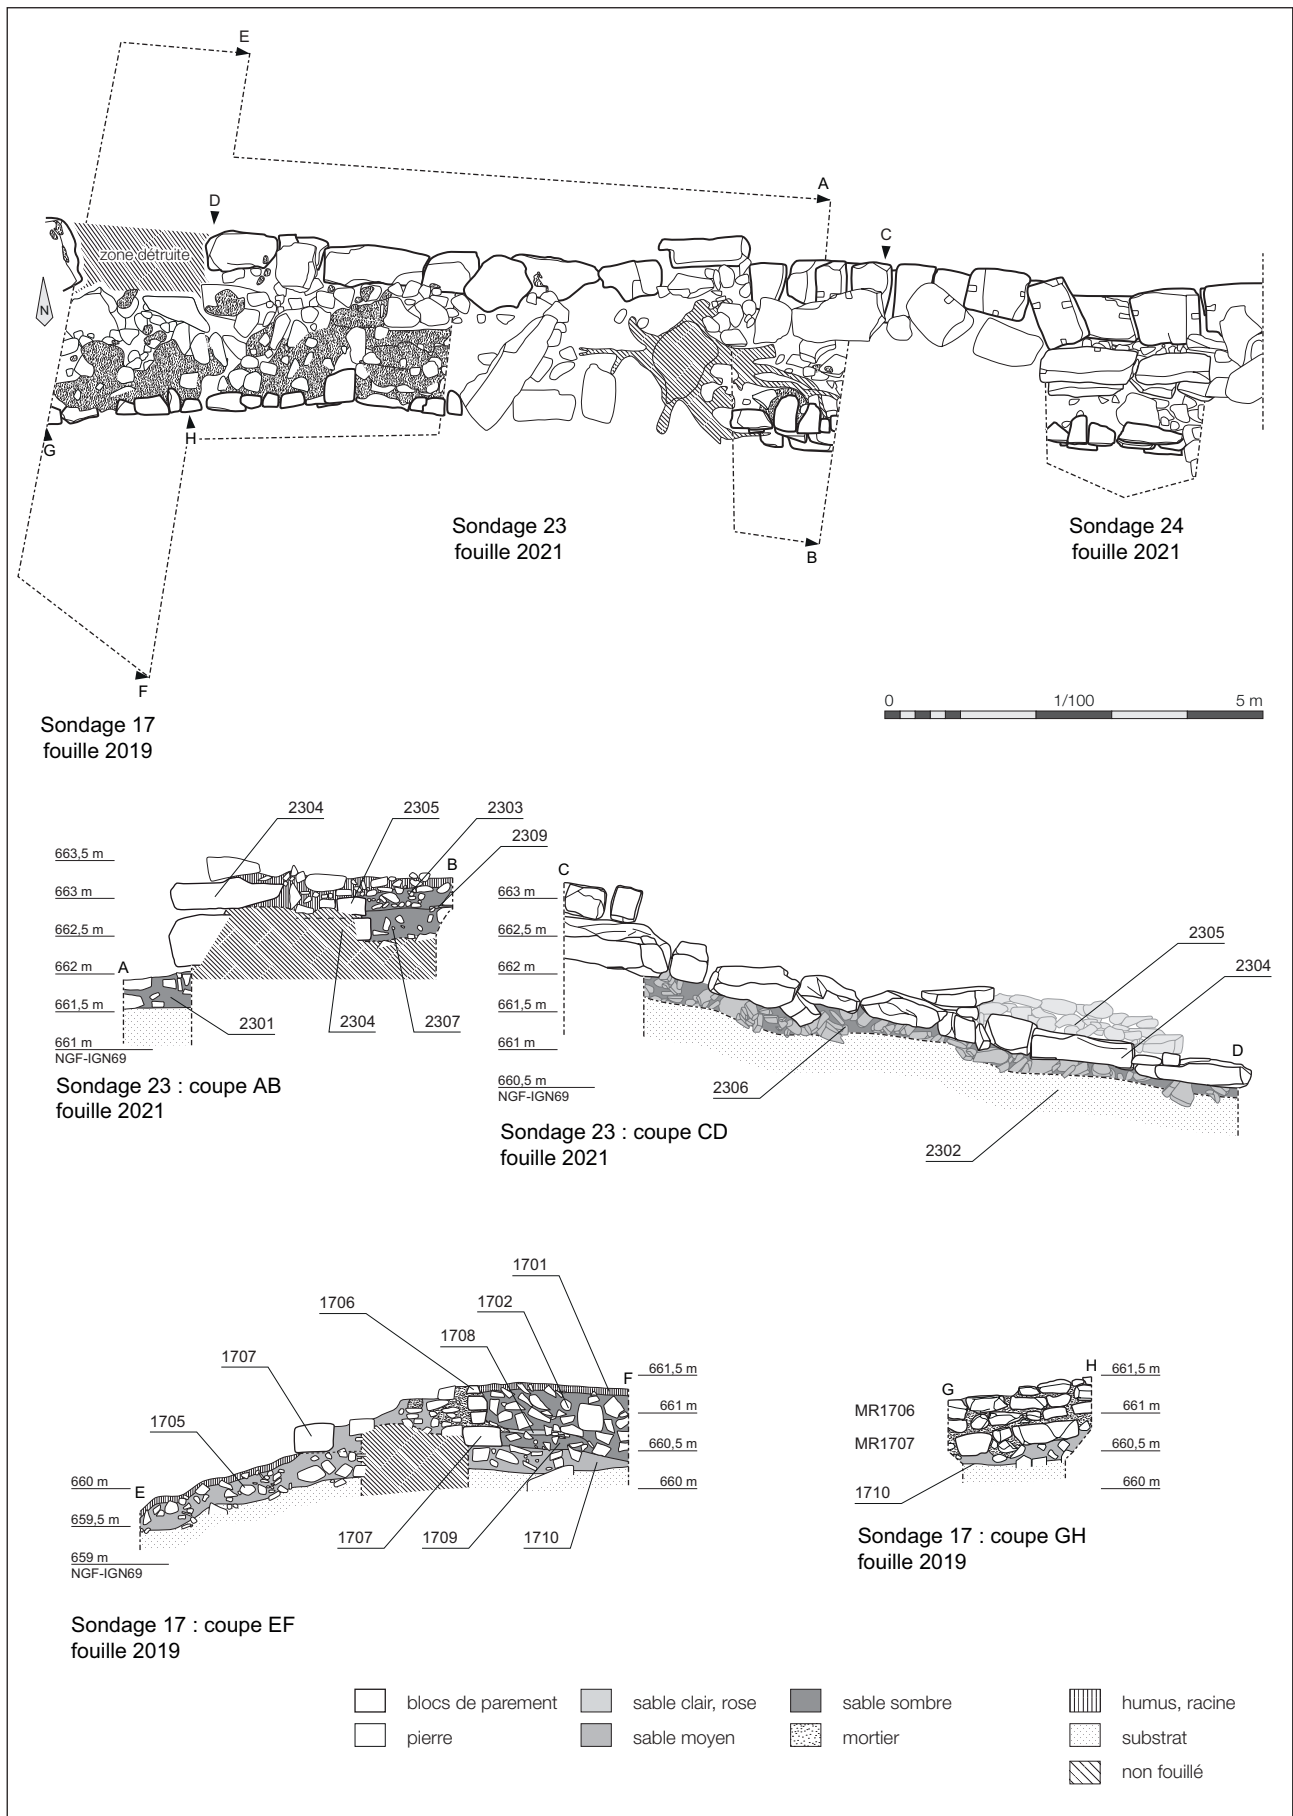 E
A
D
C
zone détruite
N
G
H
B
F
Sondage 23
fouille 2021
Sondage 24
fouille 2021
Sondage 17
fouille 2019
0 1/100 5 m
2304 2305 2303
2309
663,5 m
B
663 m
662,5 m
662 m
A
661,5 m
2301 2304 2307
661 m
NGF-IGN69
Sondage 23 : coupe AB
fouille 2021
C
663 m
662,5 m
2305
662 m
2304
661,5 m
661 m
D
660,5 m
NGF-IGN69
2306
2302
Sondage 23 : coupe CD
fouille 2021
1701
1706 1702
1708
1707
661,5 m
F
1705
661 m
660,5 m
660 m
660 m
E
659,5 m
1707 1709 1710
659 m
NGF-IGN69
Sondage 17 : coupe EF
fouille 2019
H 661,5 m
G
MR1706 661 m
MR1707 660,5 m
660 m
1710
Sondage 17 : coupe GH
fouille 2019
blocs de parement sable clair, rose sable sombre humus, racine
pierre sable moyen mortier substrat
non fouillé